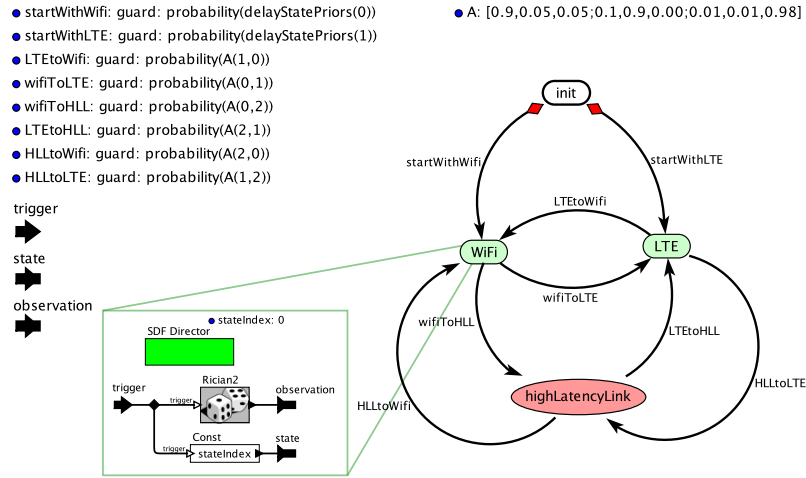 startWithWifi: guard: probability(delayStatePriors(0))
startWithLTE: guard: probability(delayStatePriors(1))
LTEtoWifi: guard: probability(A(1,0))
wifiToLTE: guard: probability(A(0,1))
wifiToHLL: guard: probability(A(0,2))
LTEtoHLL: guard: probability(A(2,1))
HLLtoWifi: guard: probability(A(2,0))
HLLtoLTE: guard: probability(A(1,2))
A: [0.9,0.05,0.05;0.1,0.9,0.00;0.01,0.01,0.98]
trigger
state
observation
init
startWithWifi
startWithLTE
LTEtoWifi
WiFi
LTE
wifiToLTE
wifiToHLL
LTEtoHLL
HLLtoLTE
HLLtoWifi
highLatencyLink
stateIndex: 0
SDF Director
trigger
trigger
Rician2
observation
trigger
Const
stateIndex
state